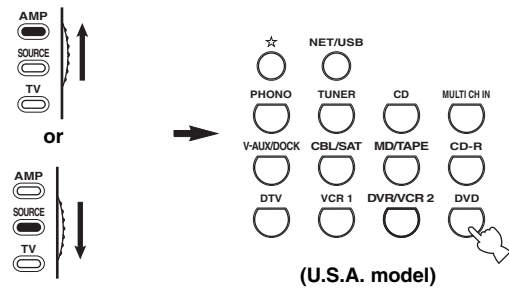 AMP
SOURCE
TV
or
AMP
SOURCE
TV
☆ NET/USB
PHONO TUNER CD MULTI CH IN
V-AUX/DOCK CBL/SAT MD/TAPE CD-R
DTV VCR 1 DVR/VCR 2 DVD
(U.S.A. model)